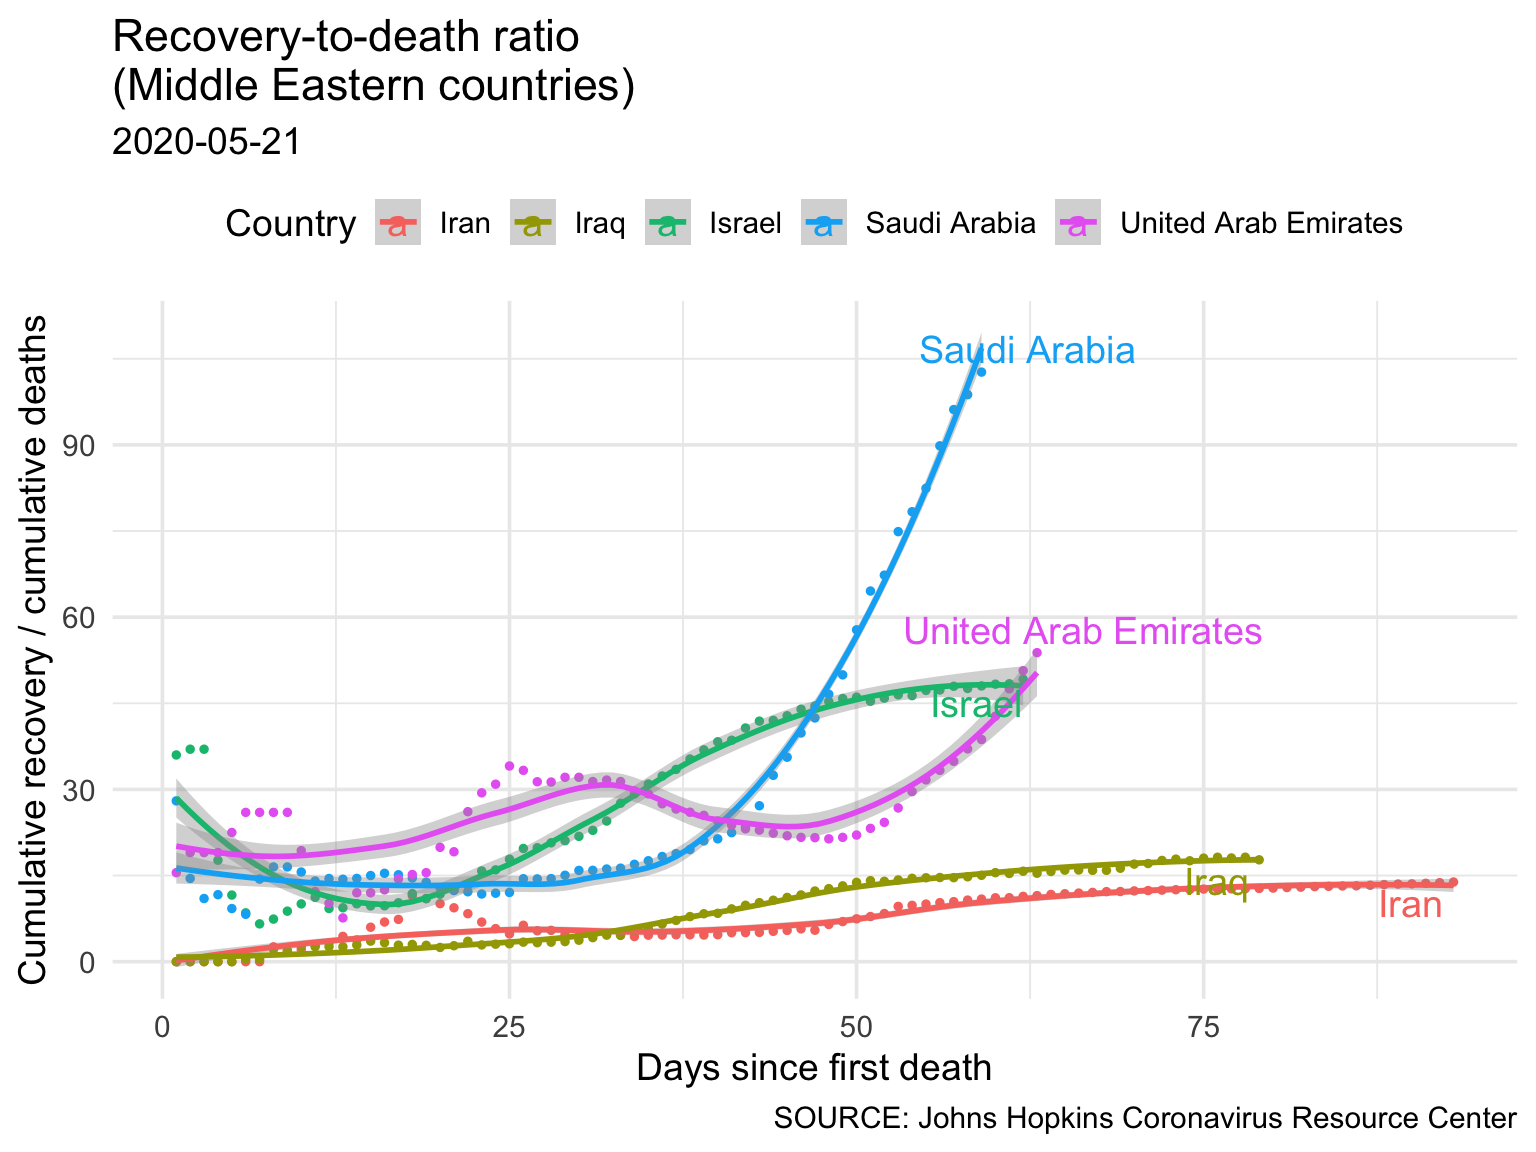 Recovery-to-death ratio
(Middle Eastern countries)
2020-05-21
Country a Iran a Iraq a Israel a Saudi Arabia a United Arab Emirates
Cumulative recovery / cumulative deaths
90
60
30
0
Saudi Arabia
United Arab Emirates
Israel
Iraq
Iran
0 25 50 75
Days since first death
SOURCE: Johns Hopkins Coronavirus Resource Center